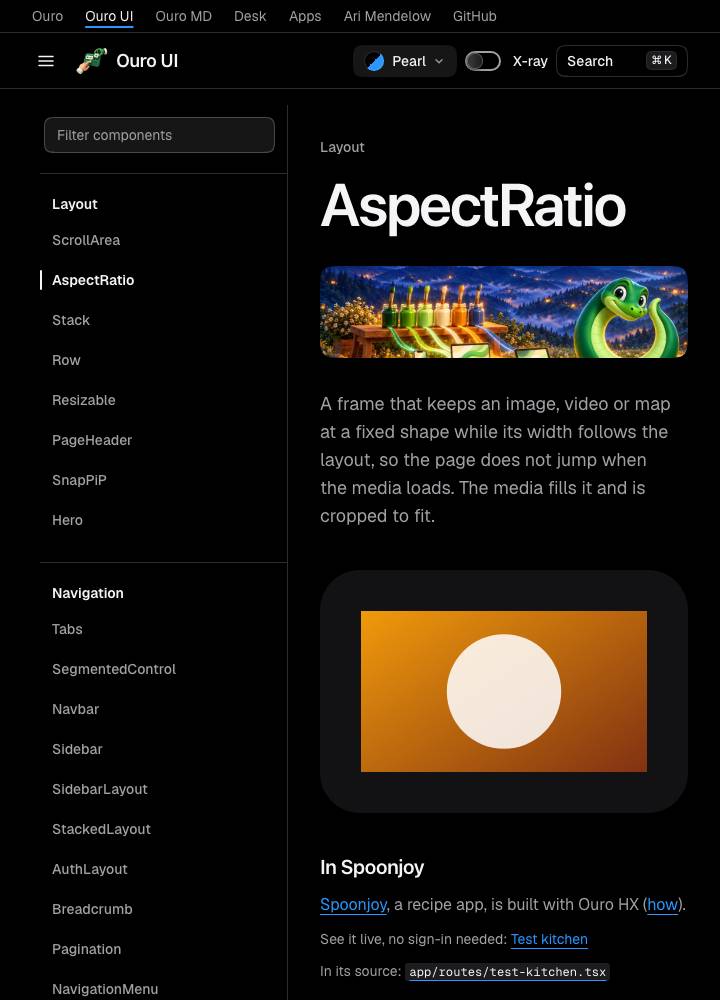 Ouro
Ouro UI
Ouro MD
Desk
Apps
Ari Mendelow
GitHub
Ouro UI
Pearl
X-ray
Search
⌘ K
Filter components
Layout
ScrollArea
AspectRatio
Stack
Row
Resizable
PageHeader
SnapPiP
Hero
Navigation
Tabs
SegmentedControl
Navbar
Sidebar
SidebarLayout
StackedLayout
AuthLayout
Breadcrumb
Pagination
NavigationMenu
Layout
AspectRatio
A frame that keeps an image, video or map
at a fixed shape while its width follows the
layout, so the page does not jump when
the media loads. The media fills it and is
cropped to fit.
In Spoonjoy
Spoonjoy, a recipe app, is built with Ouro HX (how).
See it live, no sign-in needed: Test kitchen
In its source: app/routes/test-kitchen.tsx